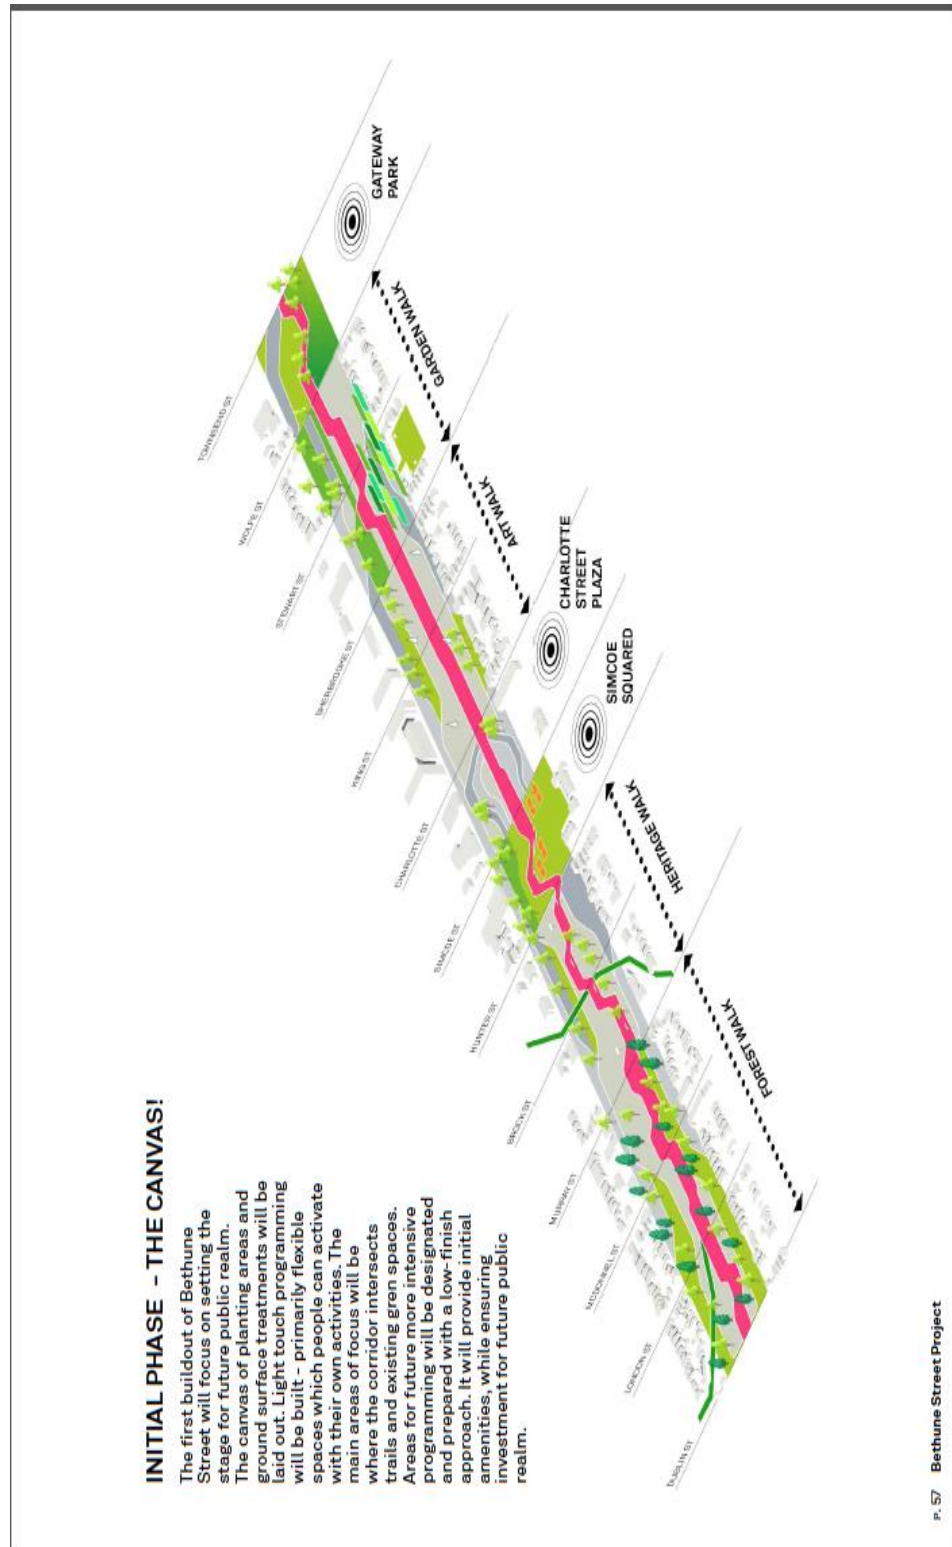 INITIAL PHASE - THE CANVAS!
The first buildout of Bethune
Street will focus on setting the
stage for future public realm.
The canvas of planting areas and
ground surface treatments will be
laid out. Light touch programming
will be built - primarily flexible
spaces which people can activate
with their own activities. The
main areas of focus will be
where the corridor intersects
trails and existing gren spaces.
Areas for future more intensive
programming will be designated
and prepared with a low-finish
approach. It will provide initial
amenities, while ensuring
investment for future public
realm.
DUBLIN ST
LONDON ST
MCDONNEL ST
MURRAY ST
BROCK ST
HUNTER ST
SIMCOE ST
CHARLOTTE ST
KING ST
SHERBROOKE ST
STEWART ST
WOLFE ST
TOWNSEND ST
FOREST WALK
HERITAGE WALK
SIMCOE
SQUARED
CHARLOTTE
STREET
PLAZA
ART WALK
GARDEN WALK
GATEWAY
PARK
P. 57 Bethune Street Project